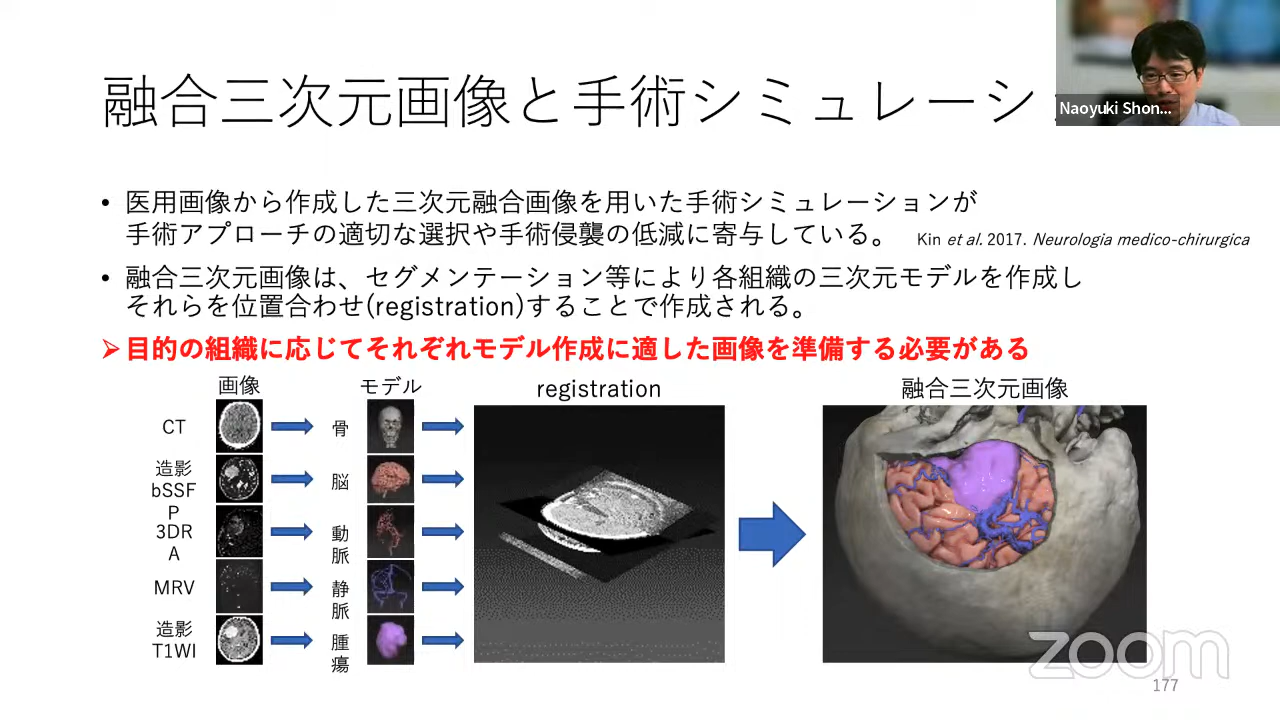 融合三次元画像と手術シミュレーシ
Naoyuki Shon...
• 医用画像から作成した三次元融合画像を用いた手術シミュレーションが
手術アプローチの適切な選択や手術侵襲の低減に寄与している。 Kin et al. 2017. Neurologia medico-chirurgica
• 融合三次元画像は、セグメンテーション等により各組織の三次元モデルを作成し
それらを位置合わせ(registration)することで作成される。
➢目的の組織に応じてそれぞれモデル作成に適した画像を準備する必要がある
画像 モデル registration 融合三次元画像
CT 骨
造影
bSSF
P
脳
3DR
A
動
脈
MRV 静
脈
造影
T1WI
腫
瘍
zoom
177